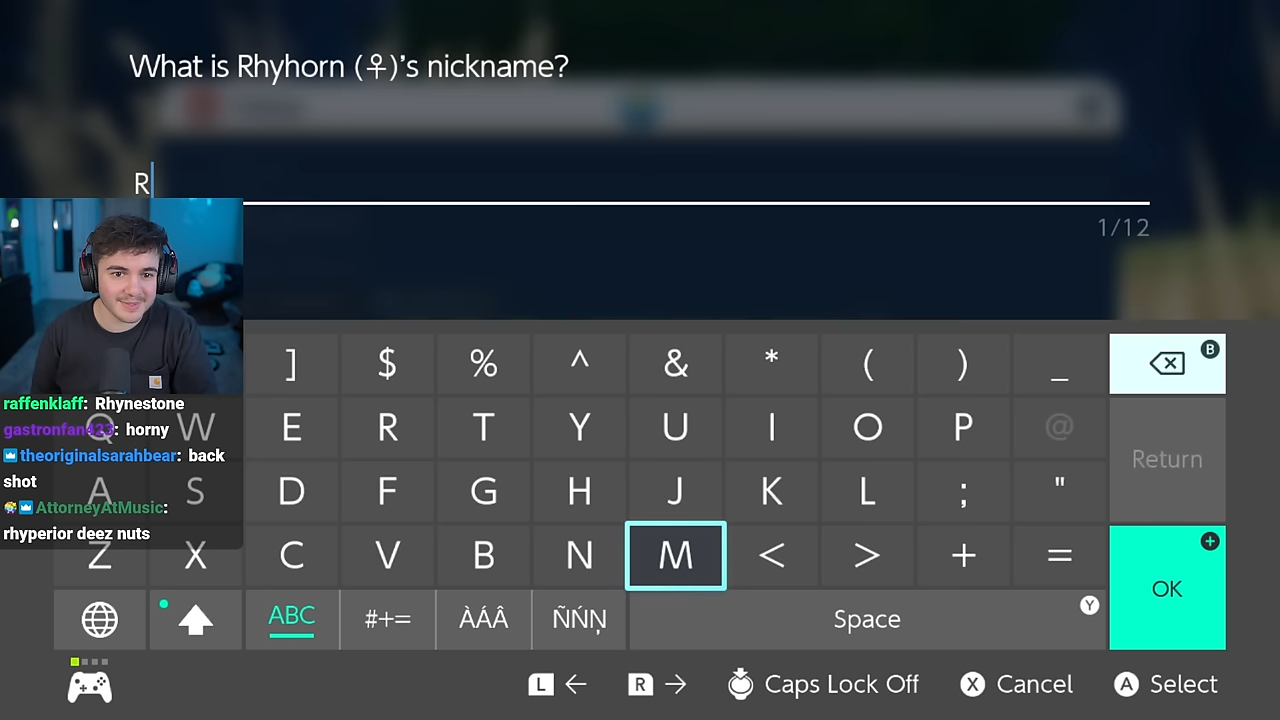 What is Rhyhorn (♀)'s nickname?
R
1/12
] $ % ^ & * ( ) _ B
Q W E R T Y U I O P @
Return
A S D F G H J K L ; "
Z X C V B N M < > + = +
OK
ABC #+= ÀÁÂ ÑŃŅ Space Y
L ← R → Caps Lock Off X Cancel A Select
raffenklaff: Rhynestone
gastronfan423: horny
theoriginalsarahbear: back
shot
AttorneyAtMusic:
rhyperior deez nuts